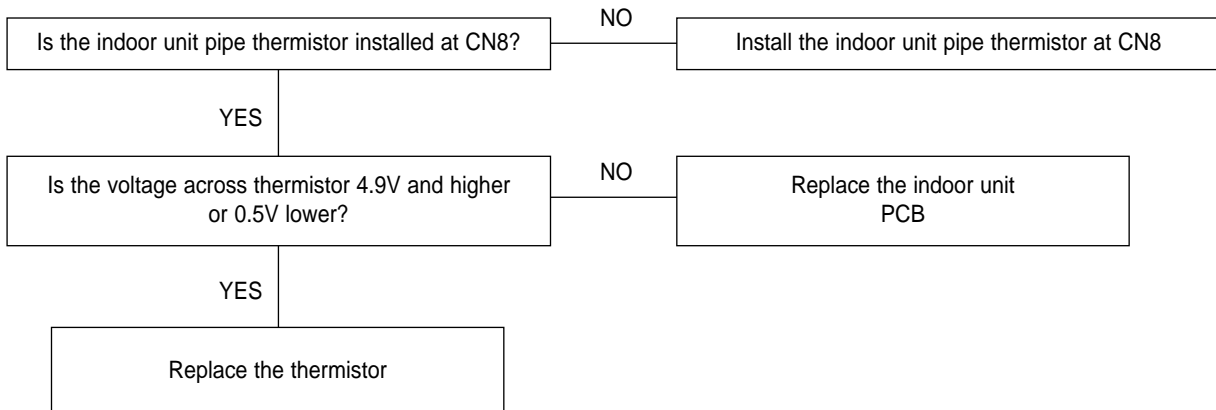 Is the indoor unit pipe thermistor installed at CN8?
NO
Install the indoor unit pipe thermistor at CN8
YES
Is the voltage across thermistor 4.9V and higher
or 0.5V lower?
NO
Replace the indoor unit
PCB
YES
Replace the thermistor